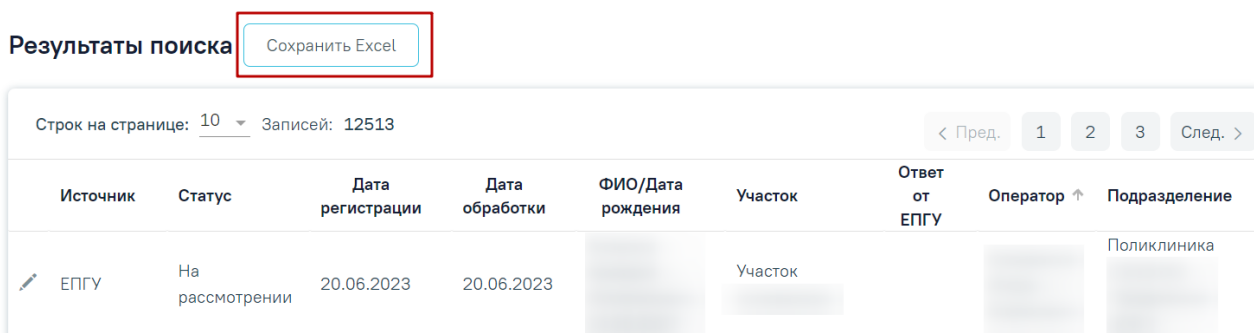 Результаты поиска Сохранить Excel
Строк на странице: 10 Записей: 12513 < Пред. 1 2 3 След. >
Источник Статус Дата регистрации Дата обработки ФИО/Дата рождения Участок Ответ от ЕПГУ Оператор ↑ Подразделение
ЕПГУ На рассмотрении 20.06.2023 20.06.2023 Участок Поликлиника